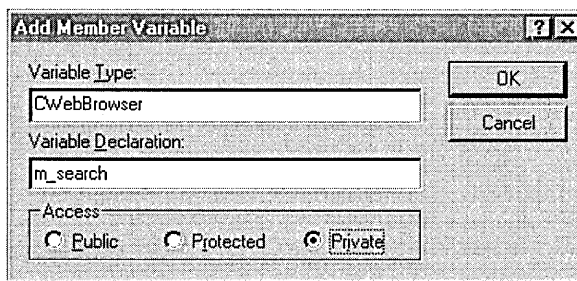 Add Member Variable
Variable Type:
CWebBrowser
OK
Cancel
Variable Declaration:
m_search
Access
Public
Protected
Private